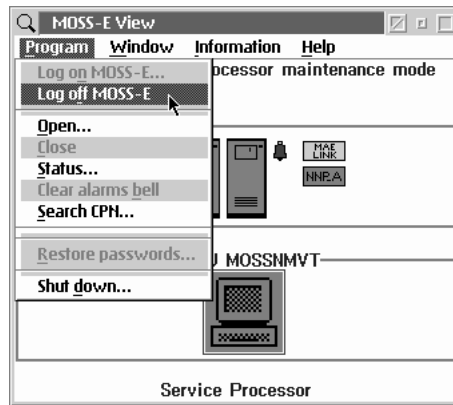 MOSS-E View
Program Window Information Help
Log on MOSS-E...
ocessor maintenance mode
Log off MOSS-E
Open...
Close
Status...
Clear alarms bell
Search CPN...
MAE
LINK
NNPA
Restore passwords...
MOSSNMVT
Shut down...
Service Processor